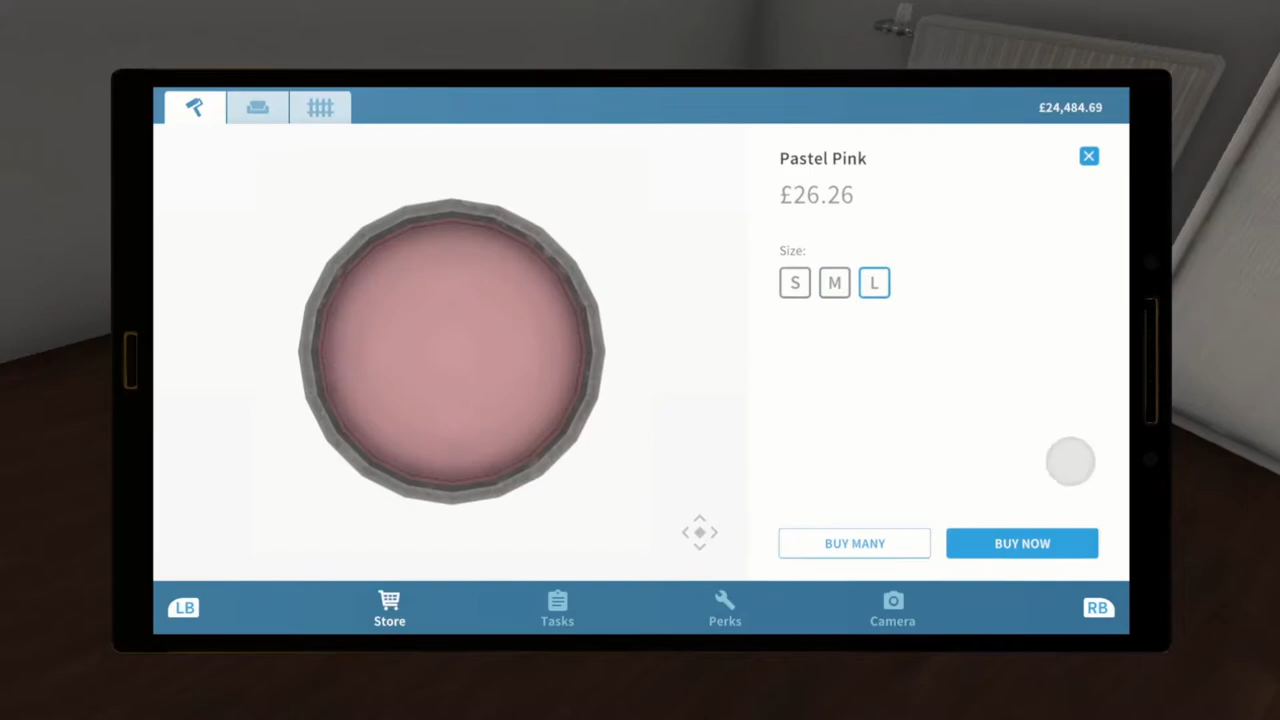 £24,484.69
Pastel Pink
£26.26
Size:
S M L
BUY MANY BUY NOW
LB Store Tasks Perks Camera RB